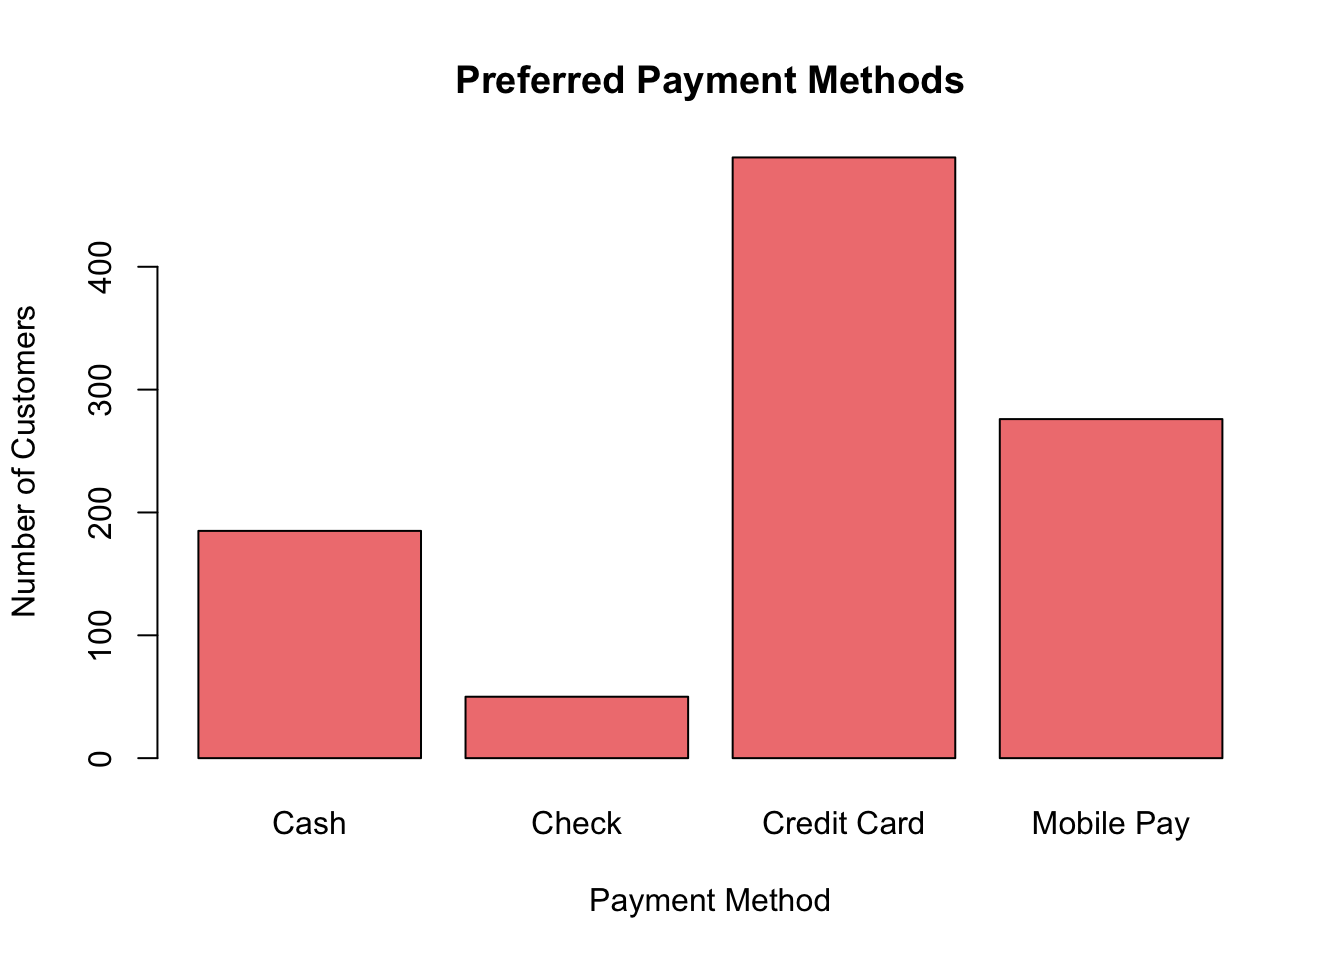 Preferred Payment Methods
Number of Customers
400
300
200
100
0
Cash
Check
Credit Card
Mobile Pay
Payment Method